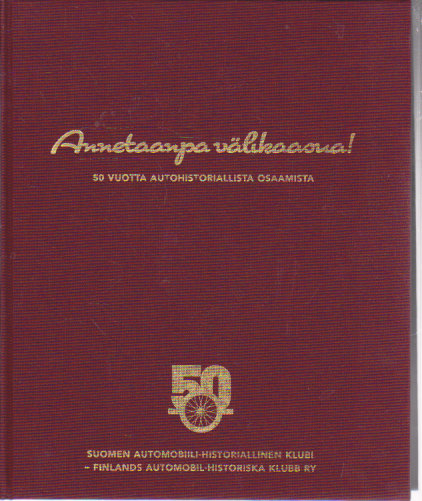 Annetaanpa välikaasua!
50 VUOTTA AUTOHISTORIALLISTA OSAAMISTA
50
SUOMEN AUTOMOBIILI-HISTORIALLINEN KLUBI
– FINLANDS AUTOMOBIL-HISTORISKA KLUBB RY